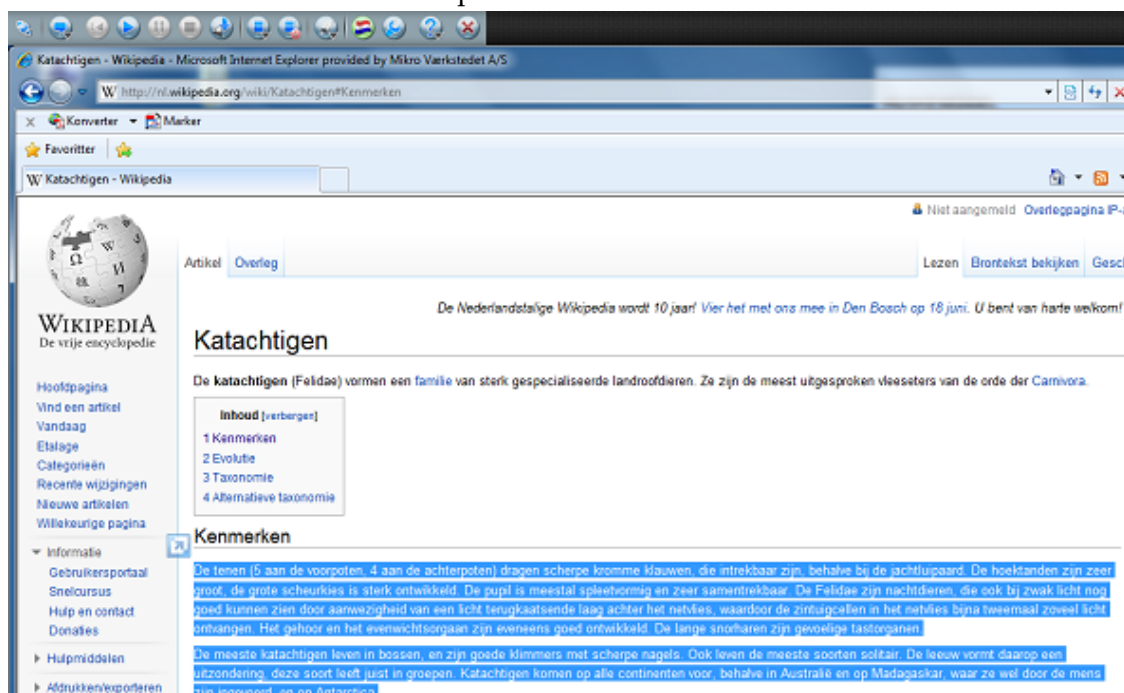 Katachtigen - Wikipedia - Microsoft Internet Explorer provided by Mikro Værkstedet A/S
W http://nl.wikipedia.org/wiki/Katachtigen#Kenmerken
x Konverter Marker
Favoritter
W Katachtigen - Wikipedia
Niet aangemeld Overlegpagina IP-
Artikel Overleg Lezen Brontekst bekijken Gesc
De Nederlandstalige Wikipedia wordt 10 jaar! Vier het met ons mee in Den Bosch op 18 juni. U bent van harte welkom!
WIKIPEDIA
De vrije encyclopedie
Katachtigen
De katachtigen (Felidae) vormen een familie van sterk gespecialiseerde landroofdieren. Ze zijn de meest uitgesproken vleeseters van de orde der Carnivora.
Inhoud [verbergen]
1 Kenmerken
2 Evolutie
3 Taxonomie
4 Alternatieve taxonomie
Hoofdpagina
Vind een artikel
Vandaag
Etalage
Categorieën
Recente wijzigingen
Nieuwe artikelen
Willekeurige pagina
Informatie
Gebruikersportaal
Snelcursus
Hulp en contact
Donaties
Hulpmiddelen
Afdrukken/exporteren
Kenmerken
De tenen (5 aan de voorpoten, 4 aan de achterpoten) dragen scherpe kromme klauwen, die intrekbaar zijn, behalve bij de jachtluipaard. De hoektanden zijn zeer
groot, de grote scheurkies is sterk ontwikkeld. De pupil is meestal spleetvormig en zeer samentrekbaar. De Felidae zijn nachtdieren, die ook bij zwak licht nog
goed kunnen zien door aanwezigheid van een licht terugkaatsende laag achter het netvlies, waardoor de zintuigcellen in het netvlies bijna tweemaal zoveel licht
ontvangen. Het gehoor en het evenwichtsorgaan zijn eveneens goed ontwikkeld. De lange snorharen zijn gevoelige tastorganen.
De meeste katachtigen leven in bossen, en zijn goede klimmers met scherpe nagels. Ook leven de meeste soorten solitair. De leeuw vormt daarop een
uitzondering, deze soort leeft juist in groepen. Katachtigen komen op alle continenten voor, behalve in Australië en op Madagaskar, waar ze wel door de mens
zijn ingevoerd, en op Antarctica.